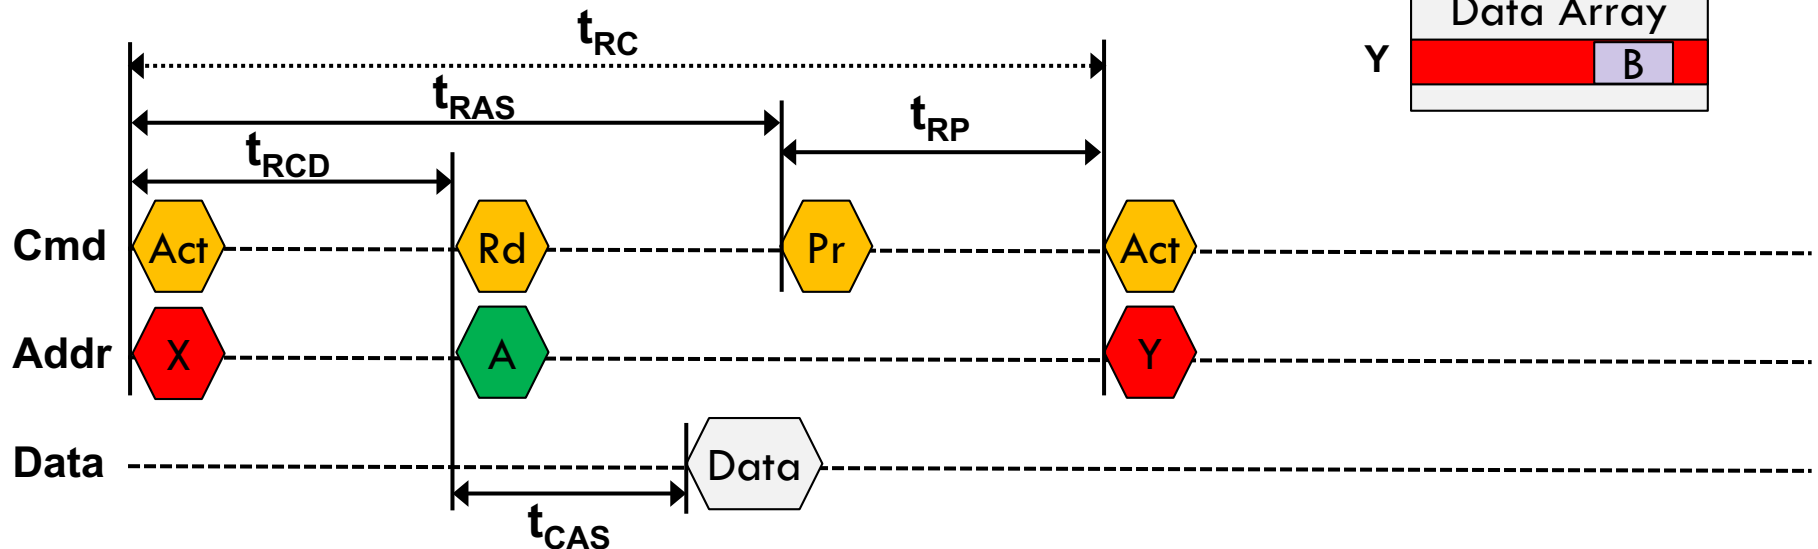 Data Array
Y B
tRC
tRAS
tRP
tRCD
Cmd Act Rd Pr Act
Addr X A Y
Data Data
tCAS